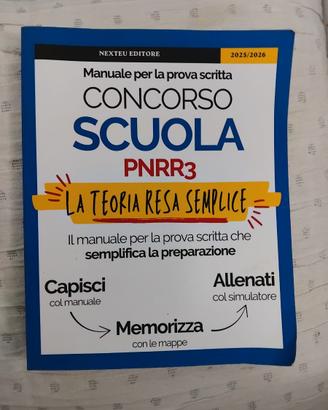 NEXTEU EDITORE
2025/2026
Manuale per la prova scritta
CONCORSO
SCUOLA
PNRR3
LA TEORIA RESA SEMPLICE
Il manuale per la prova scritta che
semplifica la preparazione
Capisci
col manuale
Allenati
col simulatore
Memorizza
con le mappe